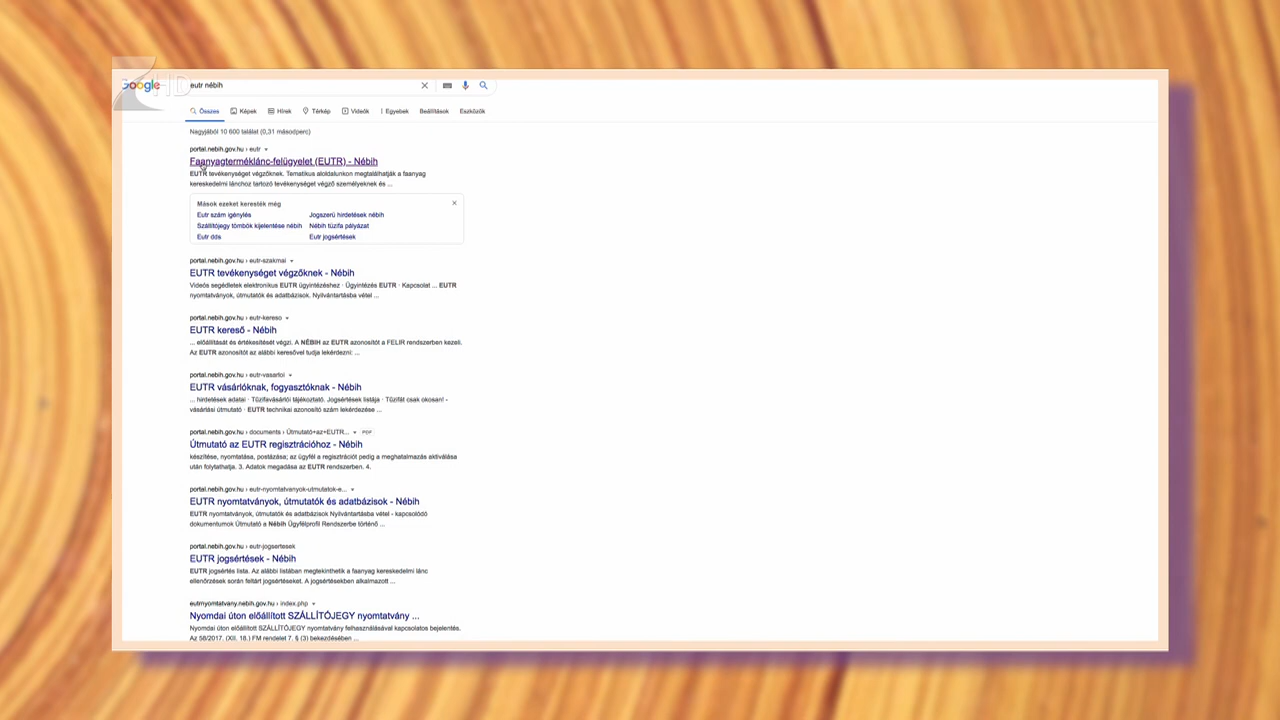 Google
HD
eutr nébih
Összes Képek Hírek Térkép Videók Egyebek Beállítások Eszközök
Nagyjából 10 600 találat (0,31 másodperc)
portal.nebih.gov.hu › eutr
Faanyagterméklánc-felügyelet (EUTR) - Nébih
EUTR tevékenységet végzőknek. Tematikus aloldalunkon megtalálhatják a faanyag
kereskedelmi lánchoz tartozó tevékenységet végző személyeknek és ...
Mások ezeket keresték még
Eutr szám igénylés Jogszerű hirdetések nébih
Szállítójegy tömbök kijelentése nébih Nébih tűzifa pályázat
Eutr dds Eutr jogsértések
portal.nebih.gov.hu › eutr-szakmai
EUTR tevékenységet végzőknek - Nébih
Videós segédletek elektronikus EUTR ügyintézéshez · Ügyintézés EUTR · Kapcsolat ... EUTR
nyomtatványok, útmutatók és adatbázisok. Nyilvántartásba vétel ...
portal.nebih.gov.hu › eutr-kereso
EUTR kereső - Nébih
... előállítását és értékesítését végzi. A NÉBIH az EUTR azonosítót a FELIR rendszerben kezeli.
Az EUTR azonosítót az alábbi keresővel tudja lekérdezni: ...
portal.nebih.gov.hu › eutr-vasarloi
EUTR vásárlóknak, fogyasztóknak - Nébih
... hirdetések adatai · Tűzifavásárlói tájékoztató. Jogsértések listája · Tűzifát csak okosan! -
vásárlási útmutató · EUTR technikai azonosító szám lekérdezése ...
portal.nebih.gov.hu › documents › Útmutató+az+EUTR... PDF
Útmutató az EUTR regisztrációhoz - Nébih
készítése, nyomtatása, postázása; az ügyfél a regisztrációt pedig a meghatalmazás aktiválása
után folytathatja. 3. Adatok megadása az EUTR rendszerben. 4.
portal.nebih.gov.hu › eutr-nyomtatvanyok-utmutatok-e...
EUTR nyomtatványok, útmutatók és adatbázisok - Nébih
EUTR nyomtatványok, útmutatók és adatbázisok Nyilvántartásba vétel - kapcsolódó
dokumentumok Útmutató a Nébih Ügyfélprofil Rendszerbe történő ...
portal.nebih.gov.hu › eutr-jogsertesek
EUTR jogsértések - Nébih
EUTR jogsértés lista. Az alábbi listában megtekinthetik a faanyag kereskedelmi lánc
ellenőrzések során feltárt jogsértéseket. A jogsértésekben alkalmazott ...
eutrnyomtatvany.nebih.gov.hu › index.php
Nyomdai úton előállított SZÁLLÍTÓJEGY nyomtatvány ...
Nyomdai úton előállított SZÁLLÍTÓJEGY nyomtatvány felhasználásával kapcsolatos bejelentés.
Az 58/2017. (XII. 18.) FM rendelet 7. § (3) bekezdésében ...